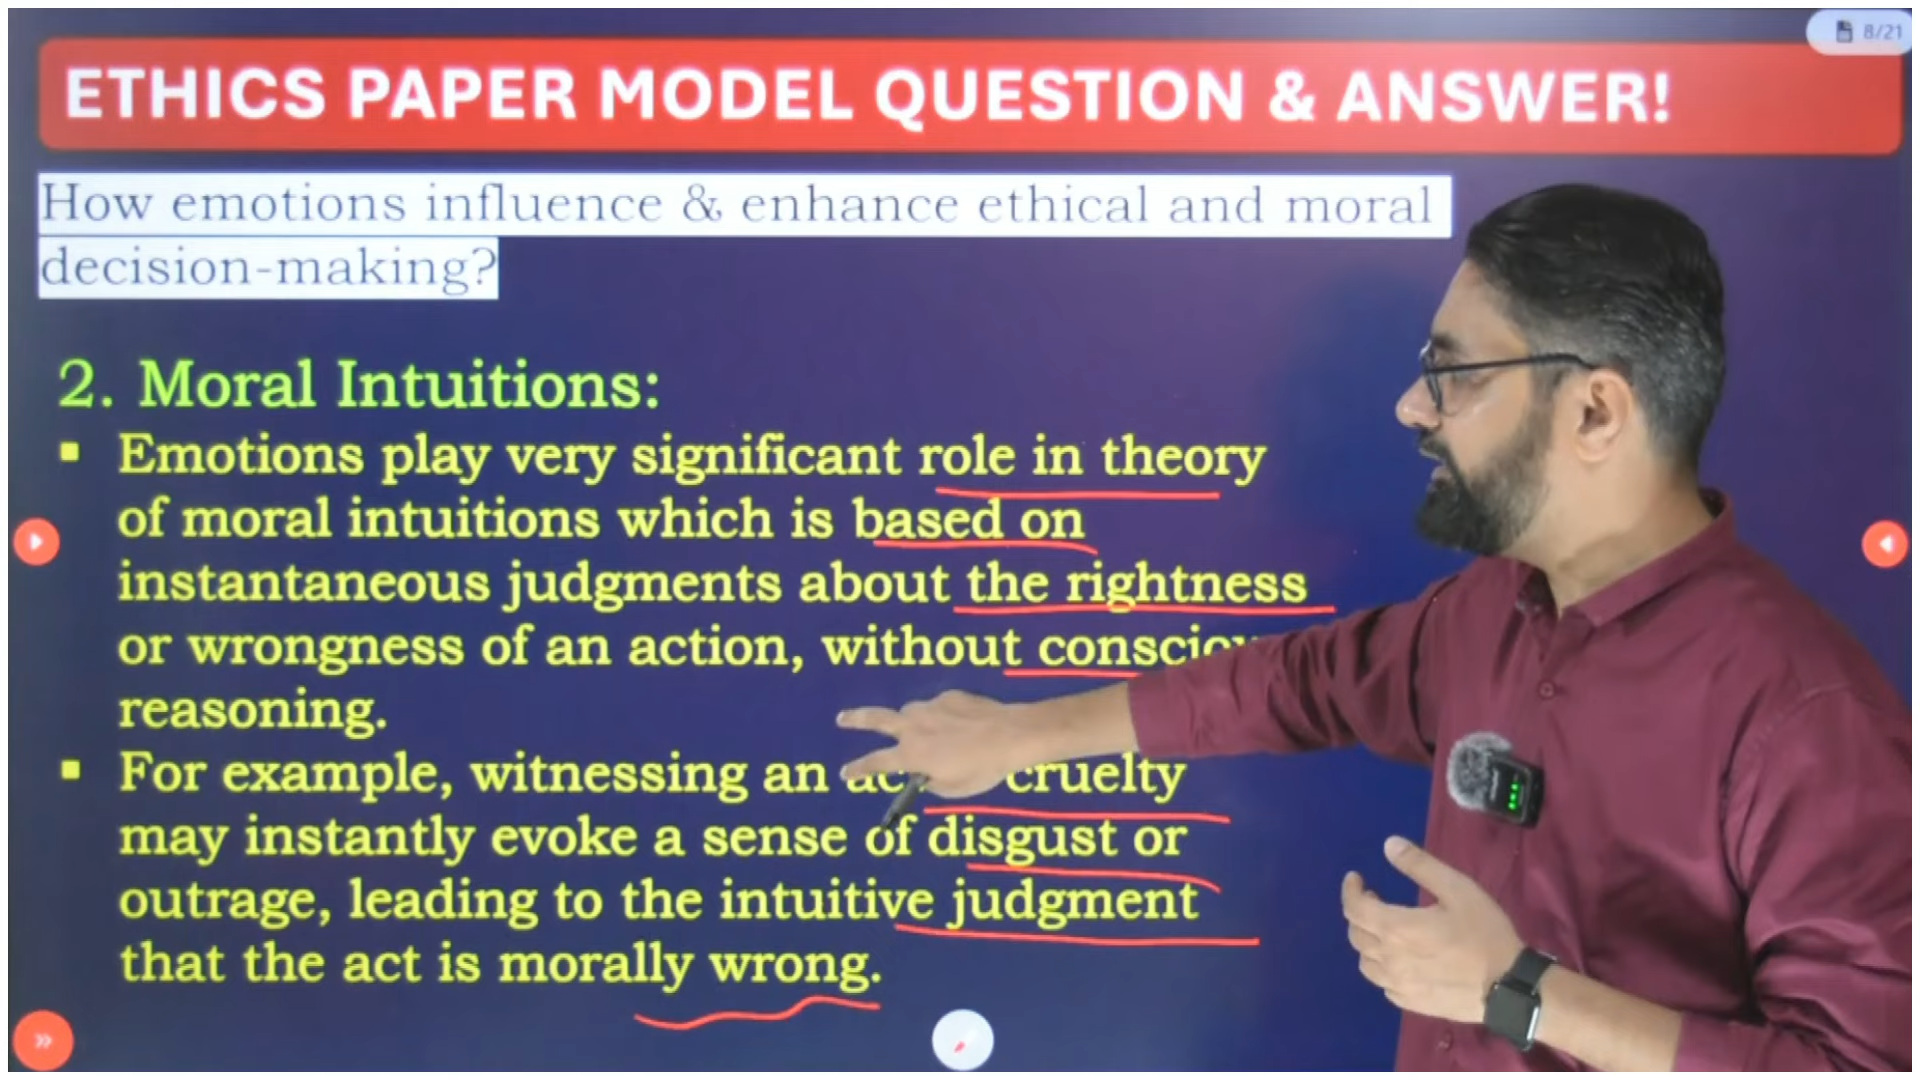 8/21
ETHICS PAPER MODEL QUESTION & ANSWER!
How emotions influence & enhance ethical and moral
decision-making?
2. Moral Intuitions:
▪ Emotions play very significant role in theory
of moral intuitions which is based on
instantaneous judgments about the rightness
or wrongness of an action, without
reasoning.
▪ For example, witnessing an cruelty
may instantly evoke a sense of disgust or
outrage, leading to the intuitive judgment
that the act is morally wrong.